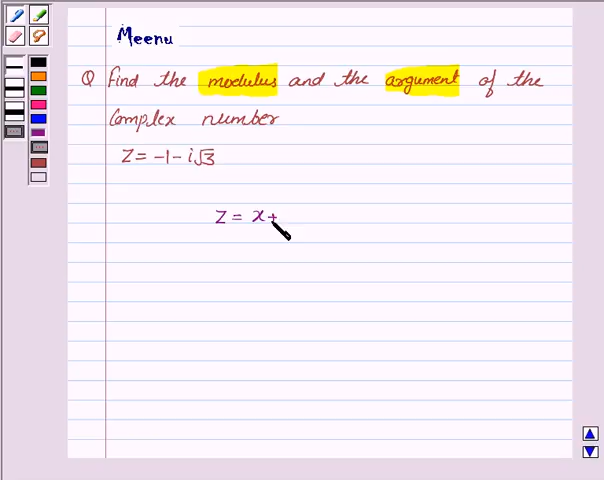 Meenu
Q Find the modulus and the argument of the
Complex number
Z = -1 - i√3
Z = x +